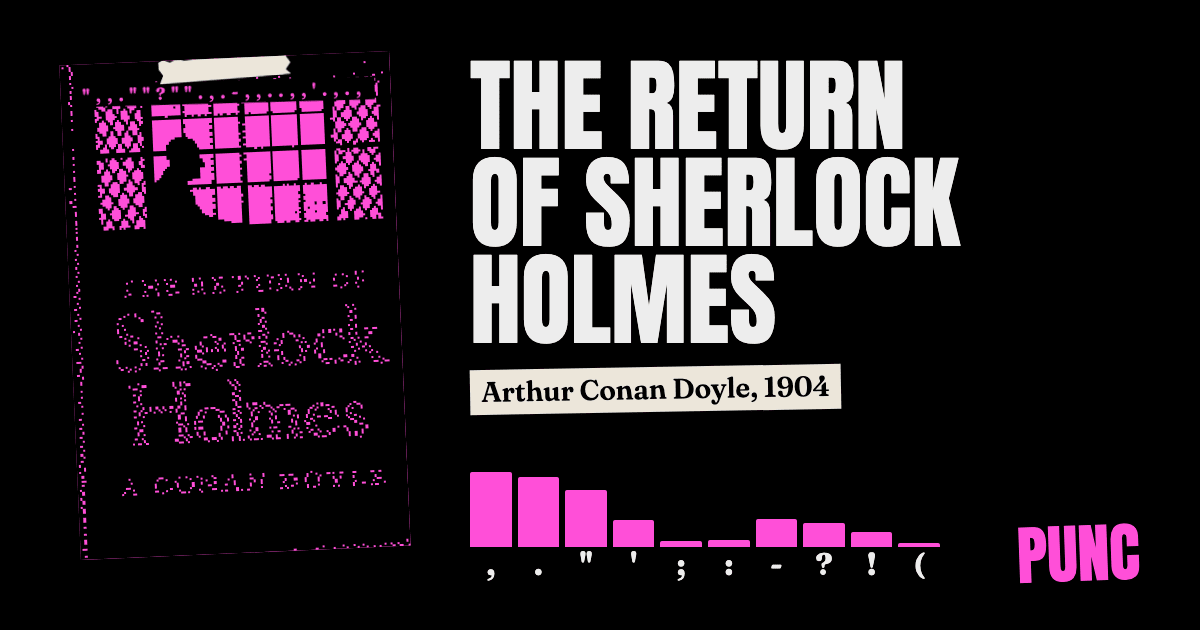 " , , . " " ? " " . , . - , , . , , ' . , . , (
THE RETURN OF
Sherlock
Holmes
A CONAN DOYLE
THE RETURN
OF SHERLOCK
HOLMES
Arthur Conan Doyle, 1904
, . " ' ; : - ? ! (
PUNC